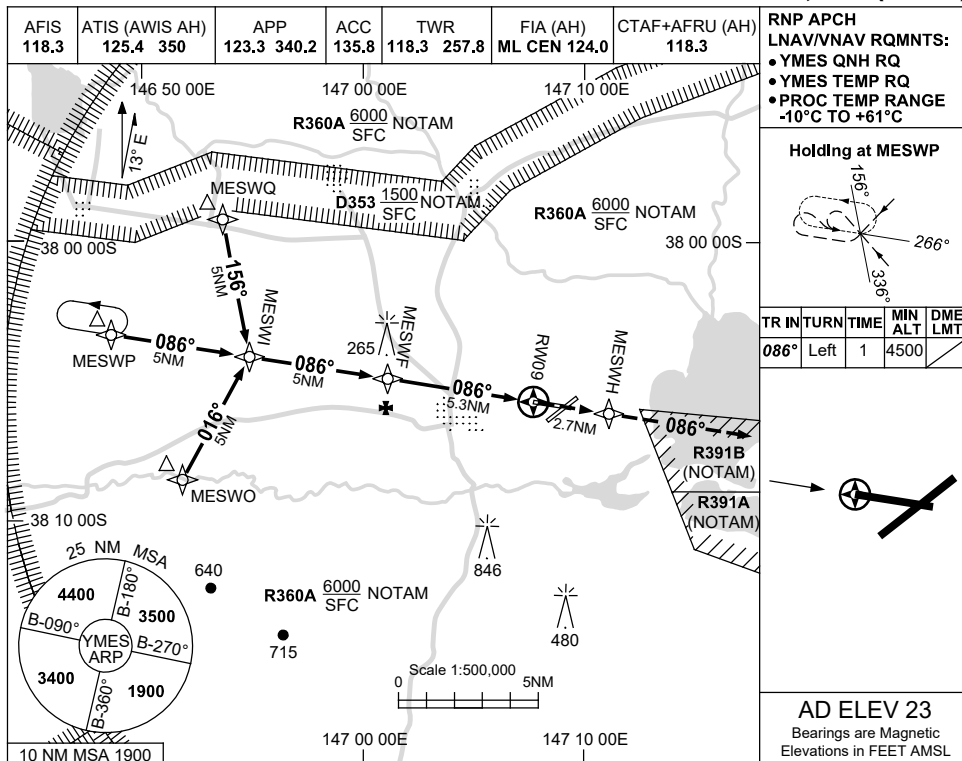 AFIS
118.3
ATIS (AWIS AH)
125.4 350
APP
123.3 340.2
ACC
135.8
TWR
118.3 257.8
FIA (AH)
ML CEN 124.0
CTAF+AFRU (AH)
118.3
RNP APCH
LNAV/VNAV RQMNTS:
• YMES QNH RQ
• YMES TEMP RQ
• PROC TEMP RANGE
-10°C TO +61°C
146 50 00E
147 00 00E
147 10 00E
13° E
R360A 6000 NOTAM
SFC
MESWQ
D353 1500 NOTAM
SFC
R360A 6000 NOTAM
SFC
38 00 00S
38 00 00S
Holding at MESWP
156°
266°
336°
156°
5NM
MESWI
MESWF
265
RW09
MESWH
MESWP
086°
5NM
086°
5NM
086°
5.3NM
2.7NM
086°
016°
5NM
MESWO
TR IN TURN TIME MIN ALT DME LMT
086° Left 1 4500
R391B
(NOTAM)
R391A
(NOTAM)
38 10 00S
25 NM MSA
4400
B-180°
3500
B-090°
YMES
ARP
B-270°
3400
B-360°
1900
10 NM MSA 1900
640
715
R360A 6000 NOTAM
SFC
846
480
Scale 1:500,000
0 5NM
147 00 00E
147 10 00E
AD ELEV 23
Bearings are Magnetic
Elevations in FEET AMSL